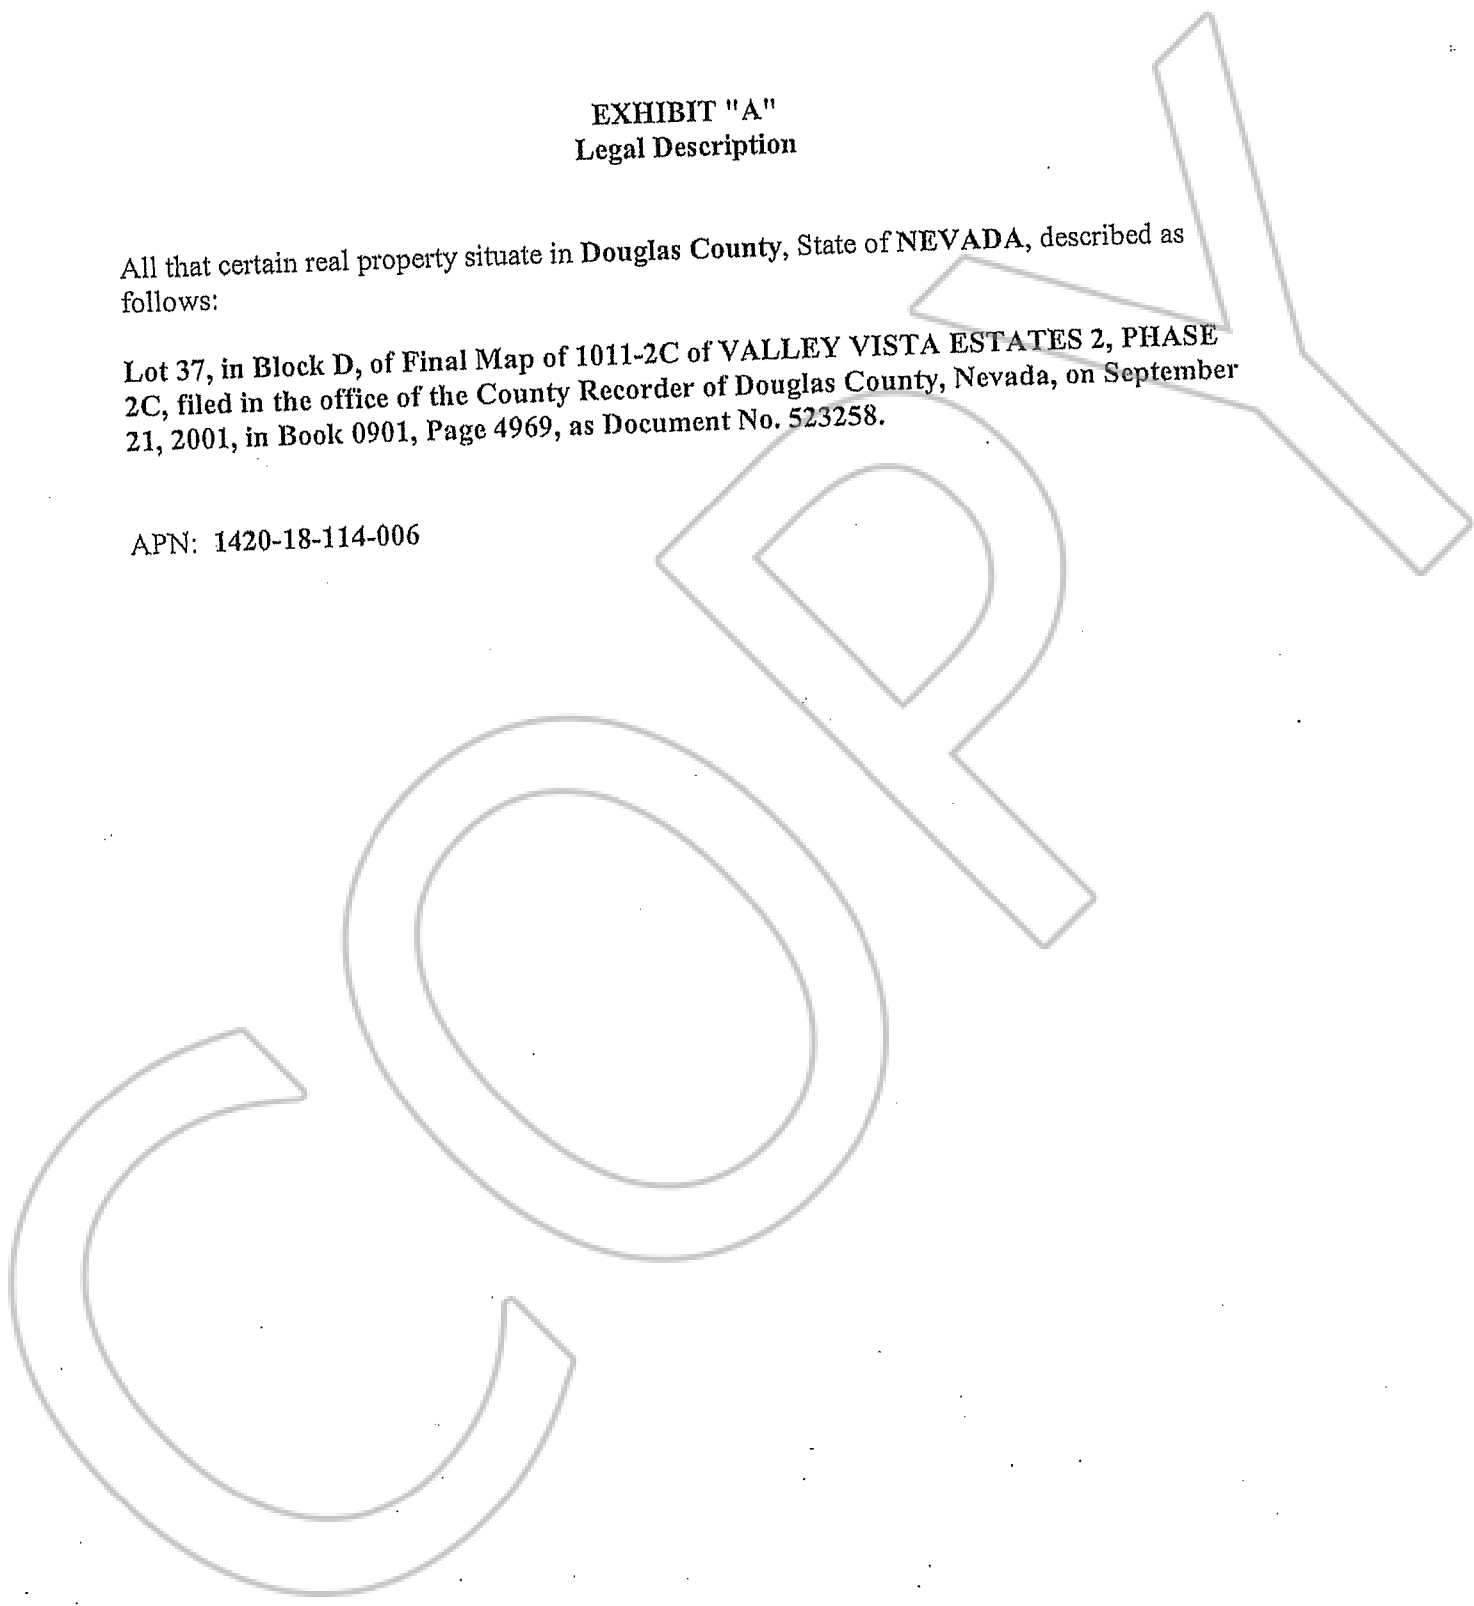 EXHIBIT "A"
Legal Description
All that certain real property situate in Douglas County, State of NEVADA, described as
follows:
Lot 37, in Block D, of Final Map of 1011-2C of VALLEY VISTA ESTATES 2, PHASE
2C, filed in the office of the County Recorder of Douglas County, Nevada, on September
21, 2001, in Book 0901, Page 4969, as Document No. 523258.
APN: 1420-18-114-006
COPY